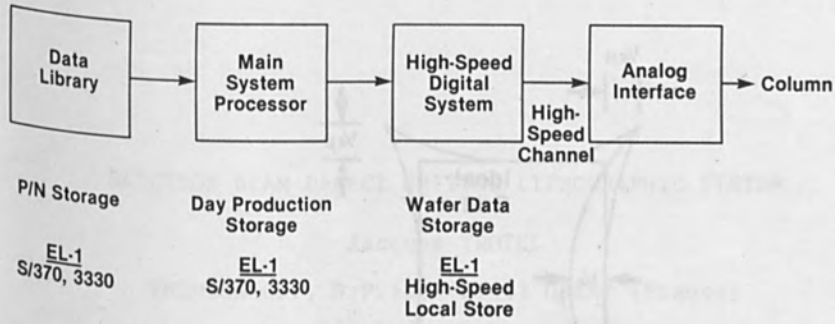 Data
Library
Main
System
Processor
High-Speed
Digital
System
High-
Speed
Channel
Analog
Interface
Column
P/N Storage
EL-1
S/370, 3330
Day Production
Storage
EL-1
S/370, 3330
Wafer Data
Storage
EL-1
High-Speed
Local Store